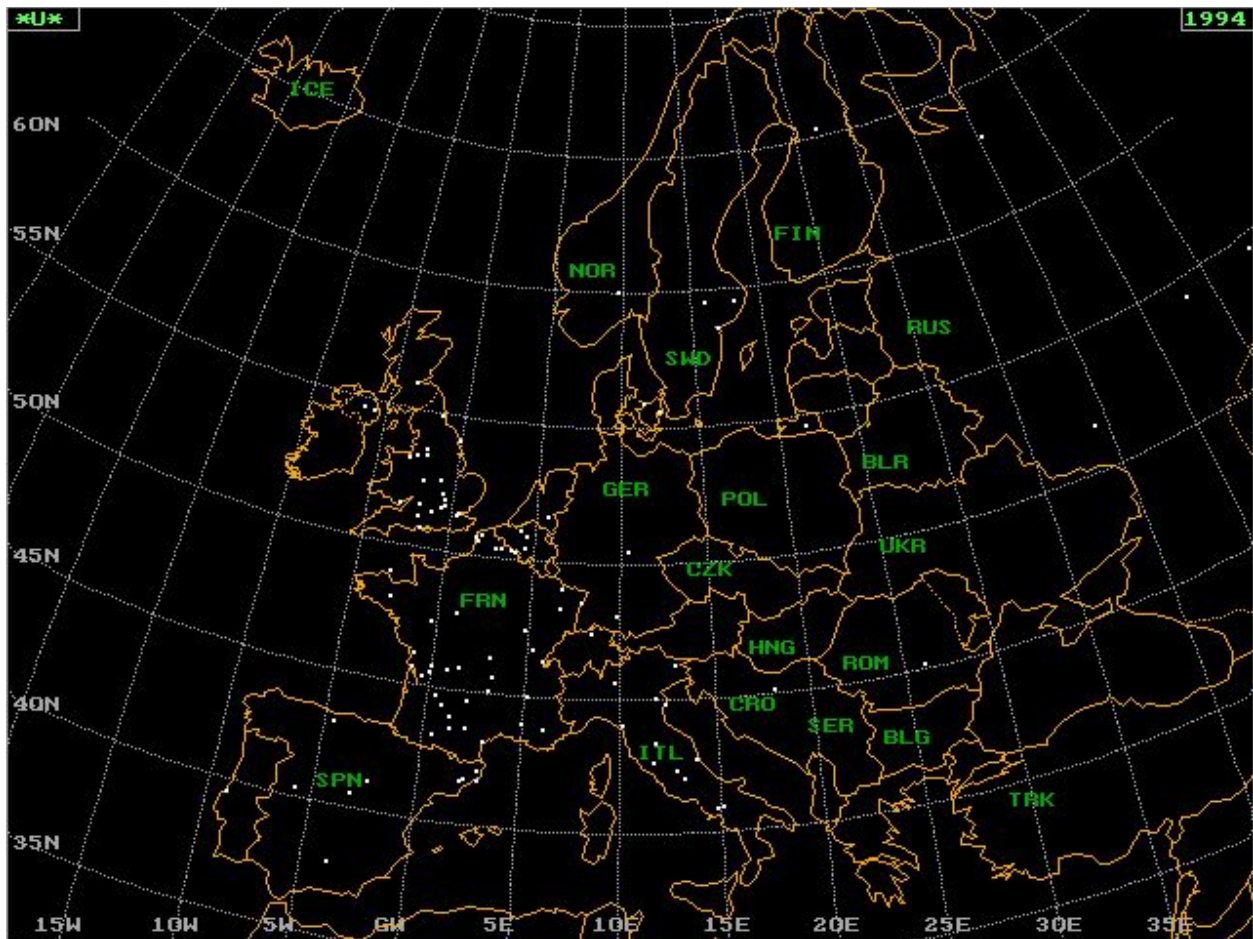 *U* 1994
ICE
60N
55N
FIN
NOR
RUS
SWD
50N
BLR
GER
POL
45N
UKR
CZK
FRN
HNG
ROM
40N
CRO
SER
BLG
ITL
SPN
TRK
35N
15W 10W 5W GW 5E 10E 15E 20E 25E 30E 35E